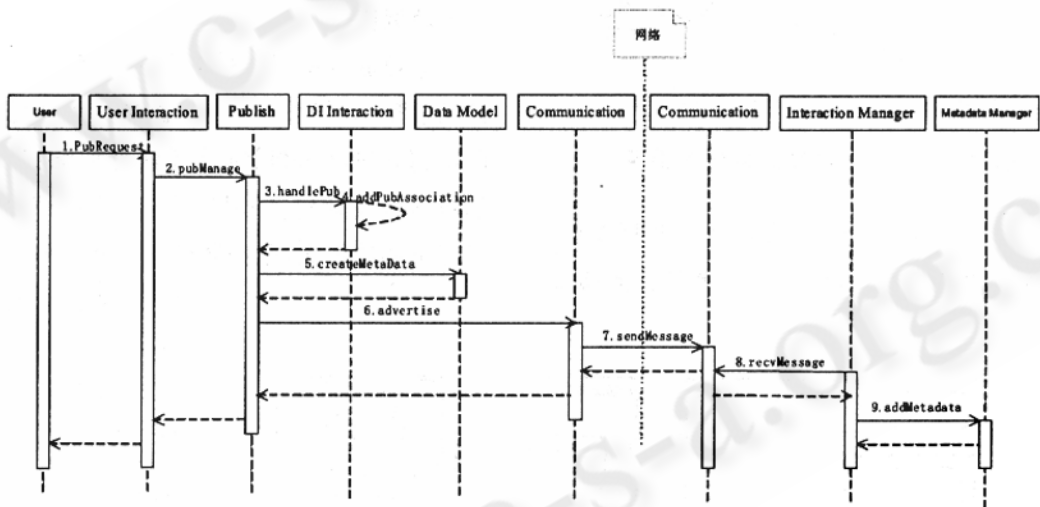 网络
User
User Interaction
Publish
DI Interaction
Data Model
Communication
Communication
Interaction Manager
Metadata Manager
1.PubRequest
2.pubManage
3.handlePub
4.addPubAssociation
5.createMetaData
6.advertise
7.sendMessage
8.recvMessage
9.addMetadata